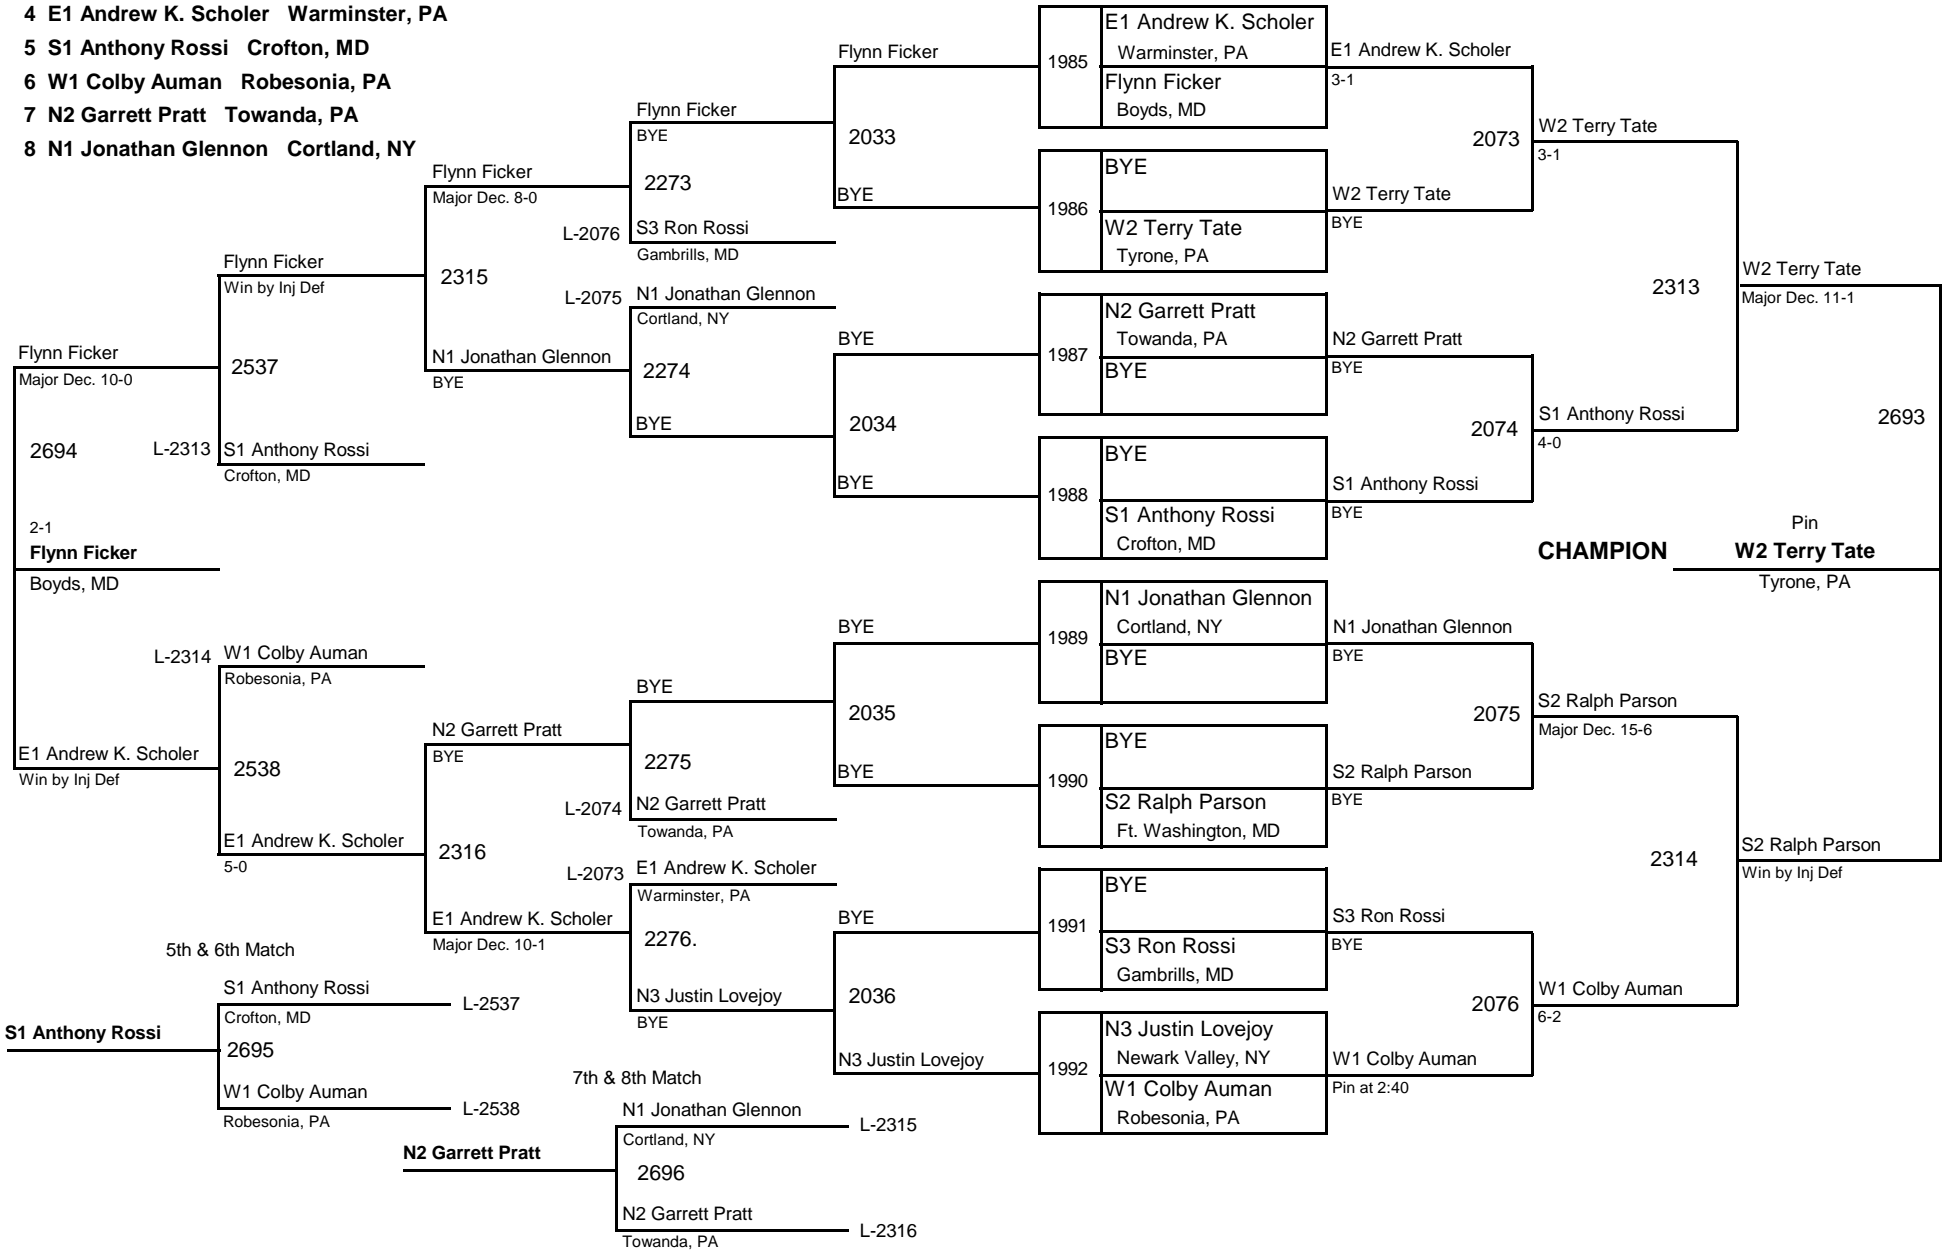 4 E1 Andrew K. Scholer Warminster, PA
5 S1 Anthony Rossi Crofton, MD
6 W1 Colby Auman Robesonia, PA
7 N2 Garrett Pratt Towanda, PA
8 N1 Jonathan Glennon Cortland, NY
Flynn Ficker
Major Dec. 10-0
2694
2-1
Flynn Ficker
Boyds, MD
E1 Andrew K. Scholer
Win by Inj Def
Flynn Ficker
Win by Inj Def
2537
L-2313
S1 Anthony Rossi
Crofton, MD
L-2314
W1 Colby Auman
Robesonia, PA
2538
E1 Andrew K. Scholer
5-0
Flynn Ficker
Major Dec. 8-0
2315
N1 Jonathan Glennon
BYE
N2 Garrett Pratt
BYE
2316
E1 Andrew K. Scholer
Major Dec. 10-1
Flynn Ficker
BYE
2273
L-2076
S3 Ron Rossi
Gambrills, MD
L-2075
N1 Jonathan Glennon
Cortland, NY
2274
BYE
BYE
2275
L-2074
N2 Garrett Pratt
Towanda, PA
L-2073
E1 Andrew K. Scholer
Warminster, PA
2276.
N3 Justin Lovejoy
BYE
Flynn Ficker
2033
BYE
BYE
2034
BYE
BYE
2035
BYE
BYE
2036
N3 Justin Lovejoy
1985
E1 Andrew K. Scholer
Warminster, PA
Flynn Ficker
Boyds, MD
1986
BYE
W2 Terry Tate
Tyrone, PA
1987
N2 Garrett Pratt
Towanda, PA
BYE
1988
BYE
S1 Anthony Rossi
Crofton, MD
1989
N1 Jonathan Glennon
Cortland, NY
BYE
1990
BYE
S2 Ralph Parson
Ft. Washington, MD
1991
BYE
S3 Ron Rossi
Gambrills, MD
1992
N3 Justin Lovejoy
Newark Valley, NY
W1 Colby Auman
Robesonia, PA
E1 Andrew K. Scholer
3-1
2073
W2 Terry Tate
BYE
N2 Garrett Pratt
BYE
2074
S1 Anthony Rossi
BYE
N1 Jonathan Glennon
BYE
2075
S2 Ralph Parson
BYE
S3 Ron Rossi
BYE
2076
W1 Colby Auman
Pin at 2:40
W2 Terry Tate
3-1
2313
S1 Anthony Rossi
4-0
S2 Ralph Parson
Major Dec. 15-6
2314
W1 Colby Auman
6-2
W2 Terry Tate
Major Dec. 11-1
2693
Pin
CHAMPION W2 Terry Tate
Tyrone, PA
S2 Ralph Parson
Win by Inj Def
5th & 6th Match
S1 Anthony Rossi
L-2537
Crofton, MD
S1 Anthony Rossi
2695
W1 Colby Auman
L-2538
Robesonia, PA
7th & 8th Match
N1 Jonathan Glennon
L-2315
Cortland, NY
N2 Garrett Pratt
2696
N2 Garrett Pratt
L-2316
Towanda, PA